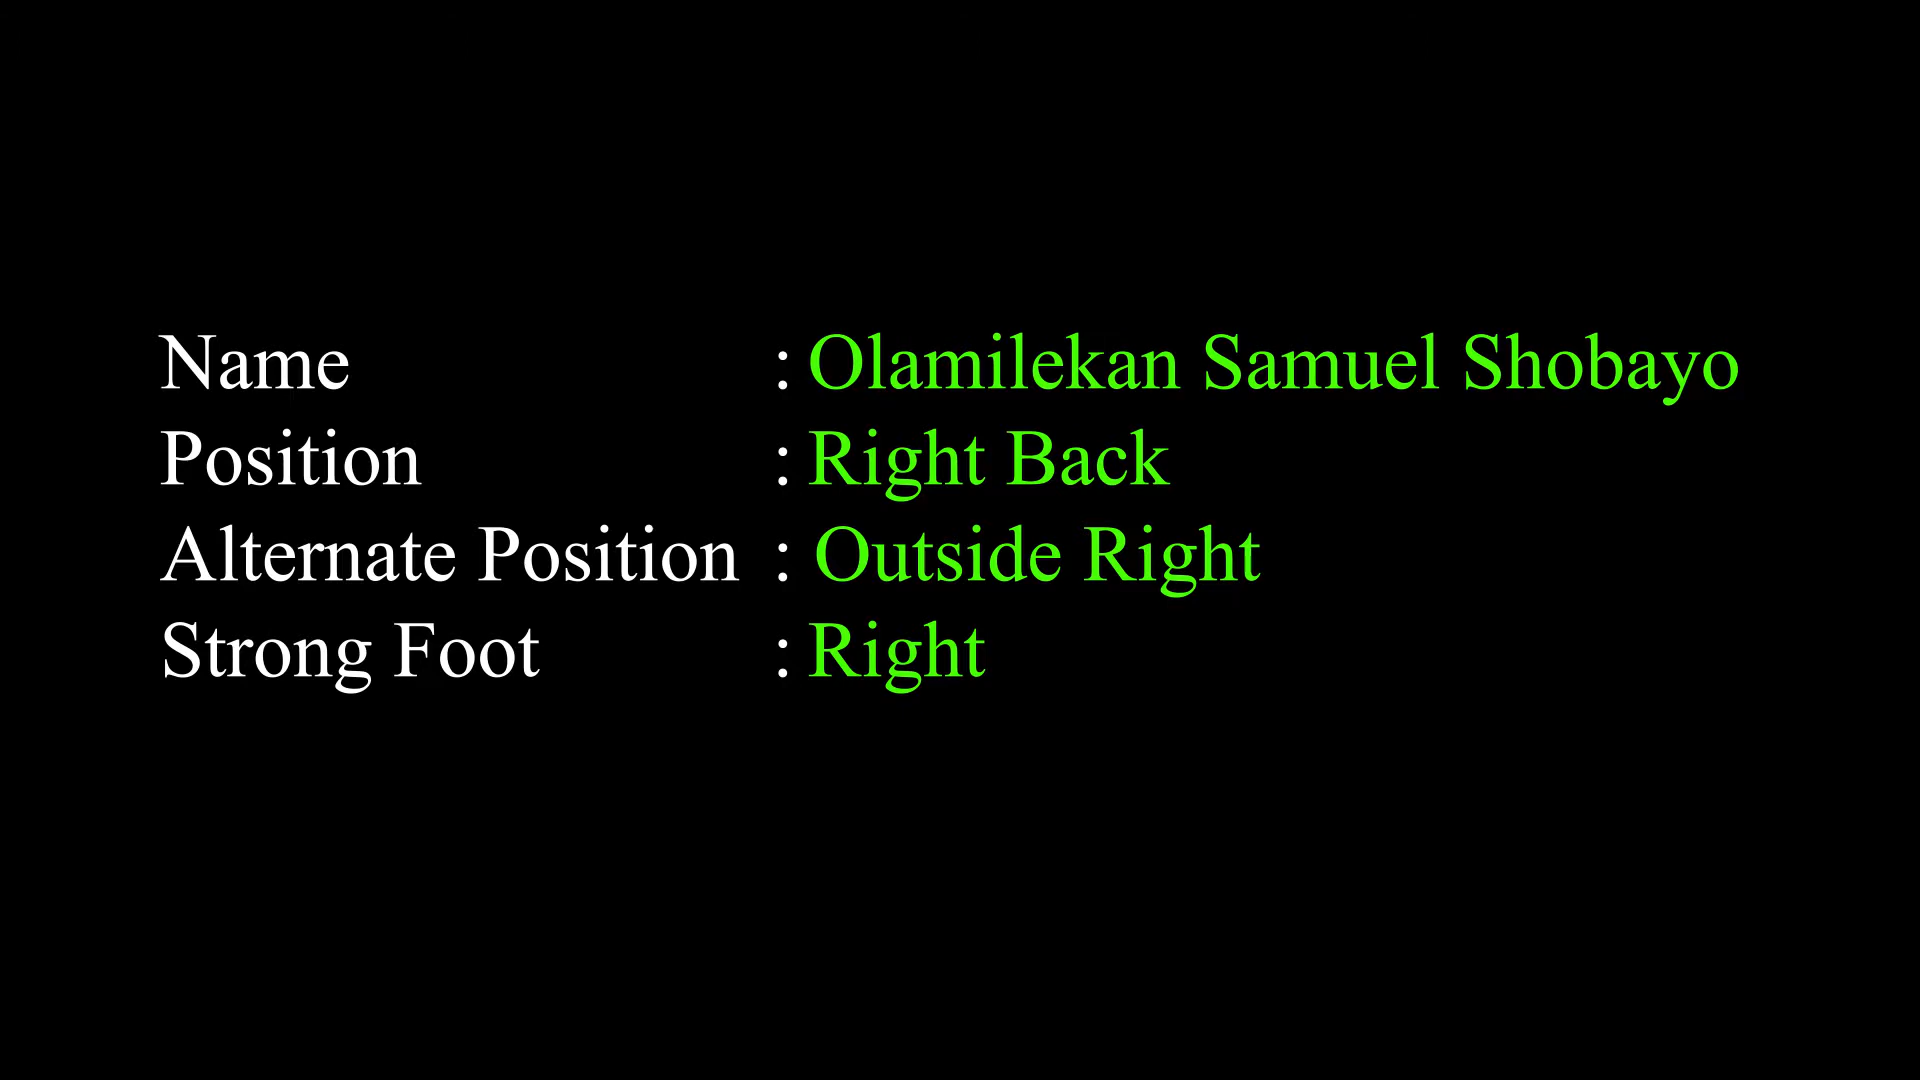 Name : Olamilekan Samuel Shobayo
Position : Right Back
Alternate Position : Outside Right
Strong Foot : Right